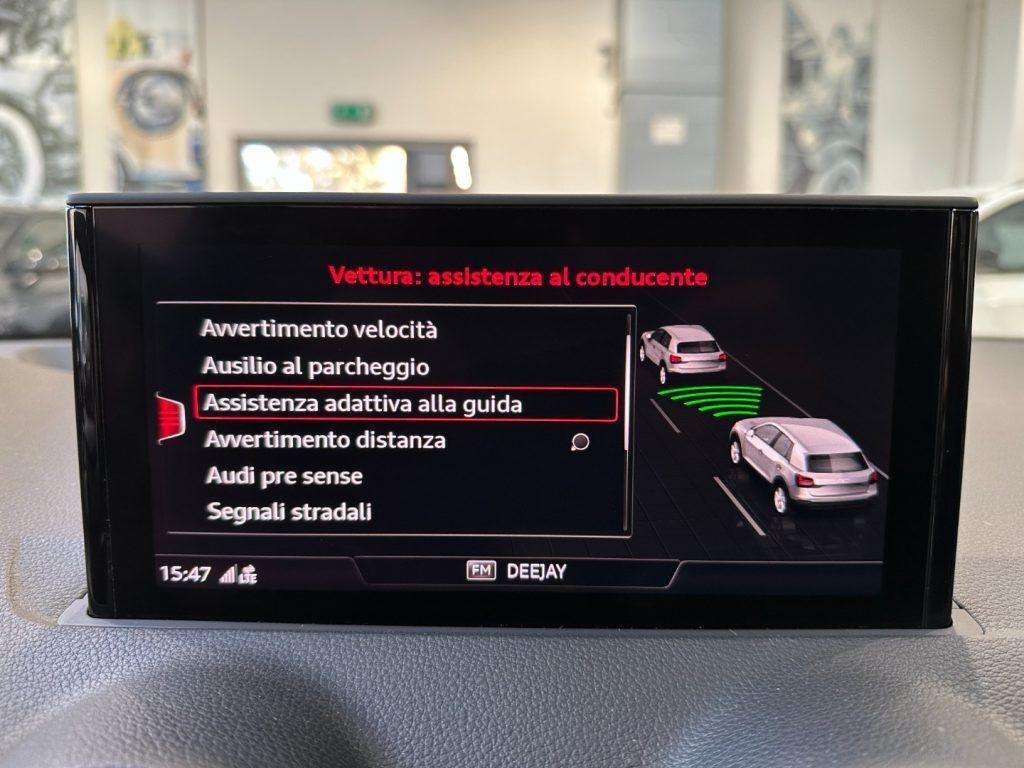 Vettura: assistenza al conducente
Avvertimento velocità
Ausilio al parcheggio
Assistenza adattiva alla guida
Avvertimento distanza
Audi pre sense
Segnali stradali
15:47 LTE FM DEEJAY